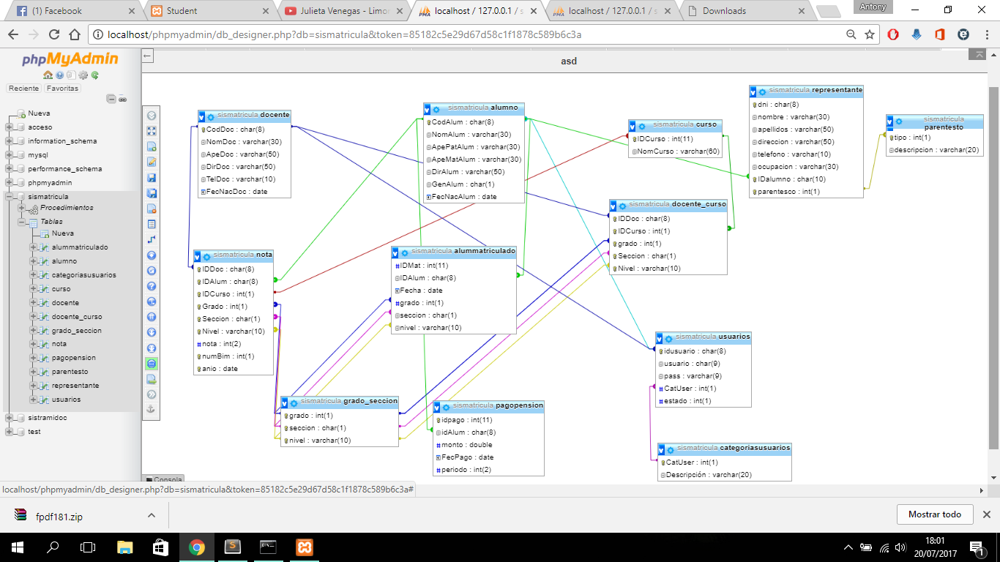 (1) Facebook
Student
Julieta Venegas - Limo
localhost / 127.0.0.1 / s
localhost / 127.0.0.1 / s
Downloads
Antony
localhost/phpmyadmin/db_designer.php?db=sismatricula&token=85182c5e29d67d58c1f1878c589b6c3a
phpMyAdmin
Reciente
Favoritas
Nueva
acceso
information_schema
mysql
performance_schema
phpmyadmin
sismatricula
Procedimientos
Tablas
Nueva
alummatriculado
alumno
categoriasusuarios
curso
docente
docente_curso
grado_seccion
nota
pagopension
parentesto
representante
usuarios
sistramidoc
test
asd
sismatricula docente
CodDoc : char(8)
NomDoc : varchar(30)
ApeDoc : varchar(50)
DirDoc : varchar(50)
TelDoc : varchar(10)
FecNacDoc : date
sismatricula alumno
CodAlum : char(8)
NomAlum : varchar(30)
ApePatAlum : varchar(30)
ApeMatAlum : varchar(30)
DirAlum : varchar(50)
GenAlum : char(1)
FecNacAlum : date
sismatricula curso
IDCurso : int(11)
NomCurso : varchar(60)
sismatricula representante
dni : char(8)
nombre : varchar(30)
apellidos : varchar(50)
direccion : varchar(50)
telefono : varchar(10)
ocupacion : varchar(30)
IDalumno : char(10)
parentesco : int(1)
sismatricula
parentesto
tipo : int(1)
descripcion : varchar(20)
sismatricula docente_curso
IDDoc : char(8)
IDCurso : int(1)
grado : int(1)
Seccion : char(1)
Nivel : varchar(10)
sismatricula nota
IDDoc : char(8)
IDAlum : char(8)
IDCurso : int(1)
Grado : int(1)
Seccion : char(1)
Nivel : varchar(10)
nota : int(2)
numBim : int(1)
anio : date
sismatricula alummatriculado
IDMat : int(11)
IDAlum : char(8)
Fecha : date
grado : int(1)
seccion : char(1)
nivel : varchar(10)
sismatricula usuarios
idusuario : char(8)
usuario : char(9)
pass : varchar(9)
CatUser : int(1)
estado : int(1)
sismatricula grado_seccion
grado : int(1)
seccion : char(1)
nivel : varchar(10)
sismatricula pagopension
idpago : int(11)
idAlum : char(8)
monto : double
FecPago : date
periodo : int(2)
sismatricula categoriasusuarios
CatUser : int(1)
Descripción : varchar(20)
Consola
localhost/phpmyadmin/db_designer.php?db=sismatricula&token=85182c5e29d67d58c1f1878c589b6c3a#
fpdf181.zip
Mostrar todo
18:01
20/07/2017
1